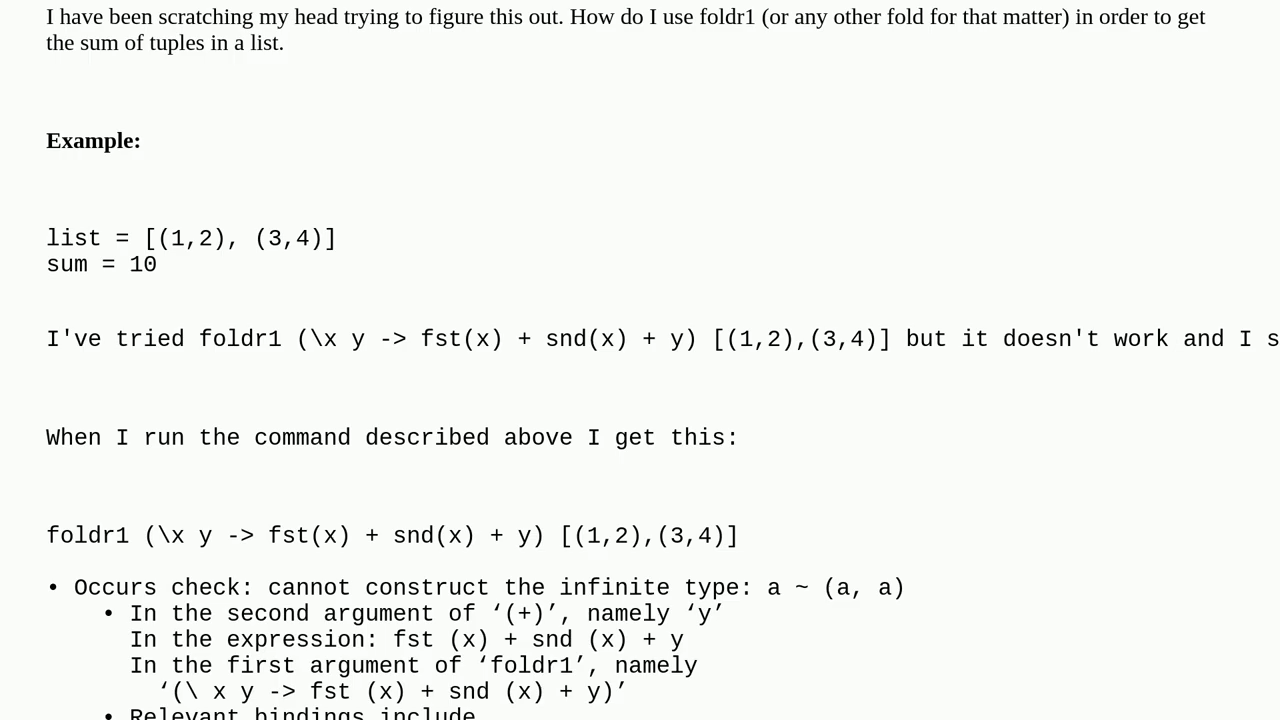 I have been scratching my head trying to figure this out. How do I use foldr1 (or any other fold for that matter) in order to get
the sum of tuples in a list.
Example:
list = [(1,2), (3,4)]
sum = 10
I've tried foldr1 (\x y -> fst(x) + snd(x) + y) [(1,2),(3,4)] but it doesn't work and I s
When I run the command described above I get this:
foldr1 (\x y -> fst(x) + snd(x) + y) [(1,2),(3,4)]
• Occurs check: cannot construct the infinite type: a ~ (a, a)
• In the second argument of ‘(+)’, namely ‘y’
In the expression: fst (x) + snd (x) + y
In the first argument of ‘foldr1’, namely
‘(\ x y -> fst (x) + snd (x) + y)’
• Relevant bindings include